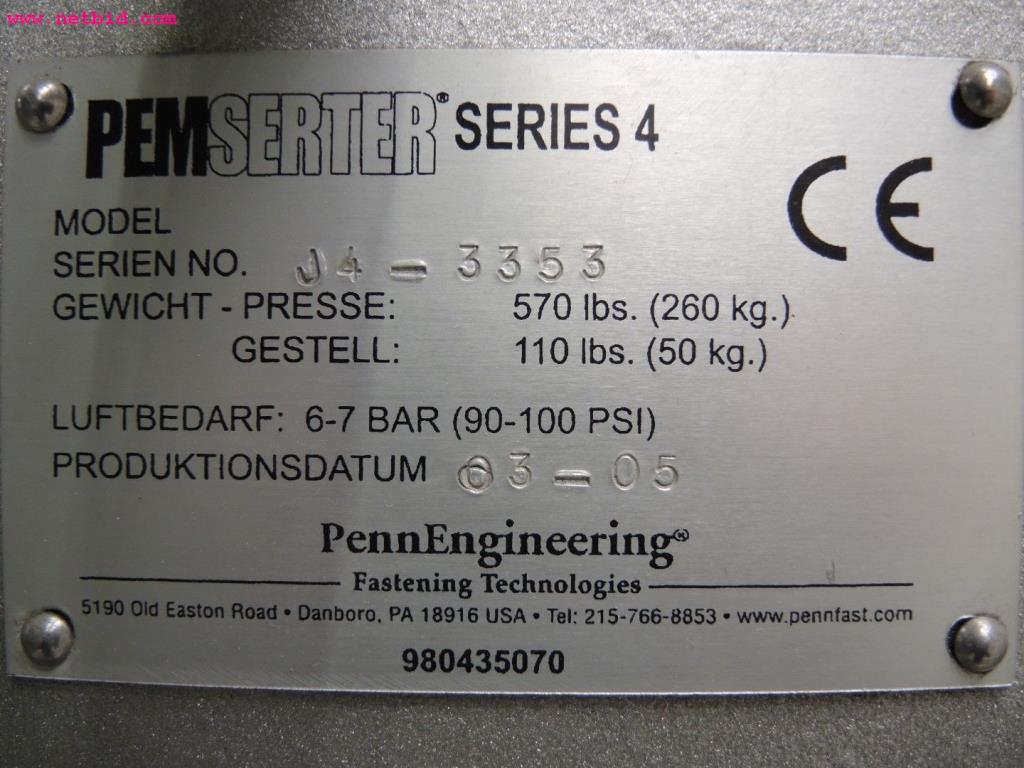 www.netbid.com
PEMSERTER® SERIES 4
CE
MODEL
SERIEN NO. J4-3353
GEWICHT - PRESSE: 570 lbs. (260 kg.)
GESTELL: 110 lbs. (50 kg.)
LUFTBEDARF: 6-7 BAR (90-100 PSI)
PRODUKTIONSDATUM 03-05
PennEngineering®
Fastening Technologies
5190 Old Easton Road • Danboro, PA 18916 USA • Tel: 215-766-8853 • www.pennfast.com
980435070